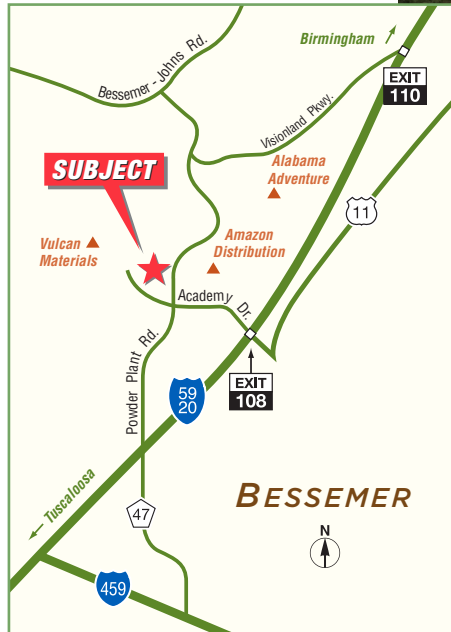 Birmingham
Bessemer - Johns Rd.
EXIT
110
Visionland Pkwy.
SUBJECT
Alabama
Adventure
11
Vulcan
Materials
Amazon
Distribution
Academy Dr.
Powder Plant Rd.
59
20
EXIT
108
BESSEMER
Tuscaloosa
47
N
459